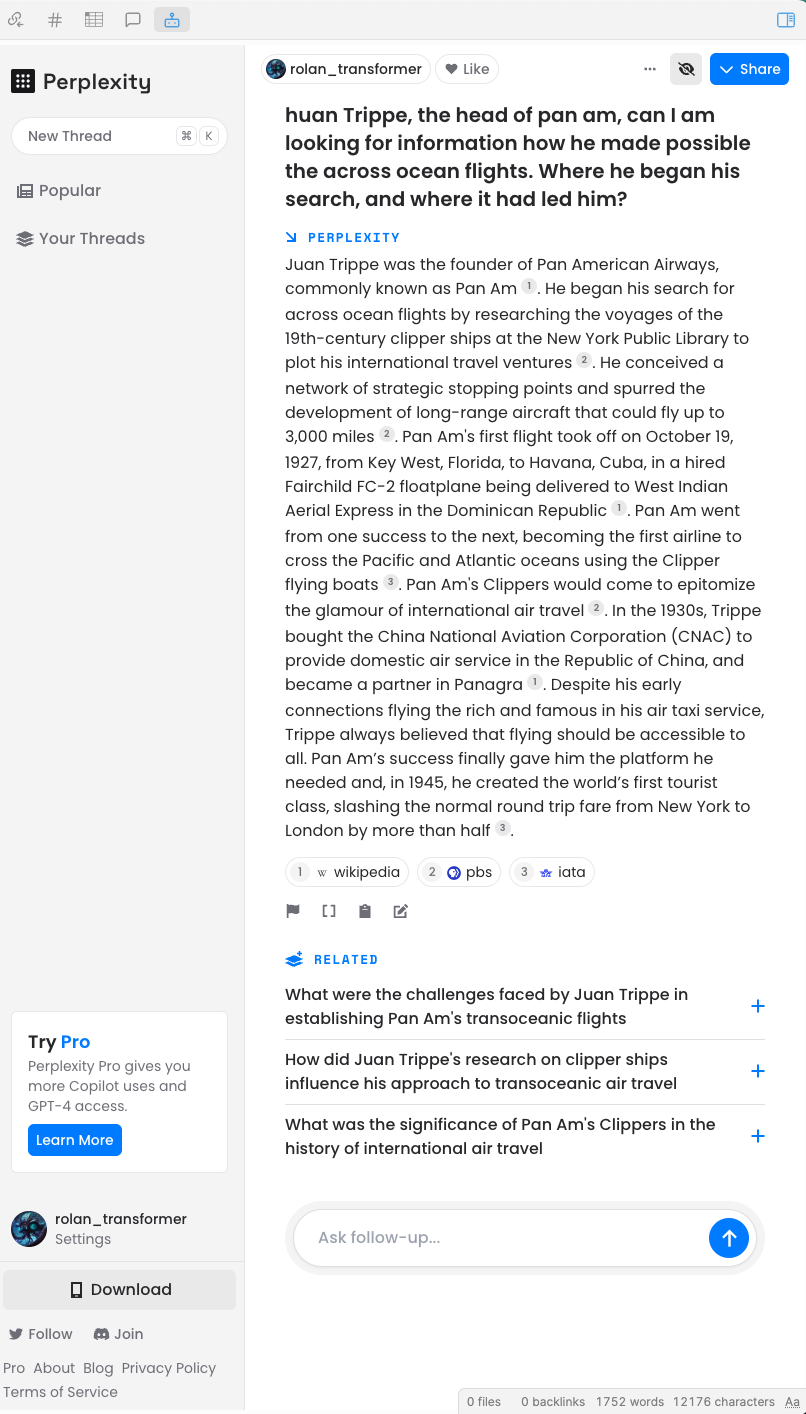 Perplexity
New Thread ⌘ K
Popular
Your Threads
rolan_transformer Like
Share
huan Trippe, the head of pan am, can I am
looking for information how he made possible
the across ocean flights. Where he began his
search, and where it had led him?
PERPLEXITY
Juan Trippe was the founder of Pan American Airways,
commonly known as Pan Am 1. He began his search for
across ocean flights by researching the voyages of the
19th-century clipper ships at the New York Public Library to
plot his international travel ventures 2. He conceived a
network of strategic stopping points and spurred the
development of long-range aircraft that could fly up to
3,000 miles 2. Pan Am's first flight took off on October 19,
1927, from Key West, Florida, to Havana, Cuba, in a hired
Fairchild FC-2 floatplane being delivered to West Indian
Aerial Express in the Dominican Republic 1. Pan Am went
from one success to the next, becoming the first airline to
cross the Pacific and Atlantic oceans using the Clipper
flying boats 3. Pan Am's Clippers would come to epitomize
the glamour of international air travel 2. In the 1930s, Trippe
bought the China National Aviation Corporation (CNAC) to
provide domestic air service in the Republic of China, and
became a partner in Panagra 1. Despite his early
connections flying the rich and famous in his air taxi service,
Trippe always believed that flying should be accessible to
all. Pan Am’s success finally gave him the platform he
needed and, in 1945, he created the world’s first tourist
class, slashing the normal round trip fare from New York to
London by more than half 3.
1 W wikipedia 2 pbs 3 iata
RELATED
What were the challenges faced by Juan Trippe in
establishing Pan Am's transoceanic flights
How did Juan Trippe's research on clipper ships
influence his approach to transoceanic air travel
What was the significance of Pan Am's Clippers in the
history of international air travel
Ask follow-up...
Try Pro
Perplexity Pro gives you
more Copilot uses and
GPT-4 access.
Learn More
rolan_transformer
Settings
Download
Follow Join
Pro About Blog Privacy Policy
Terms of Service
0 files 0 backlinks 1752 words 12176 characters Aa